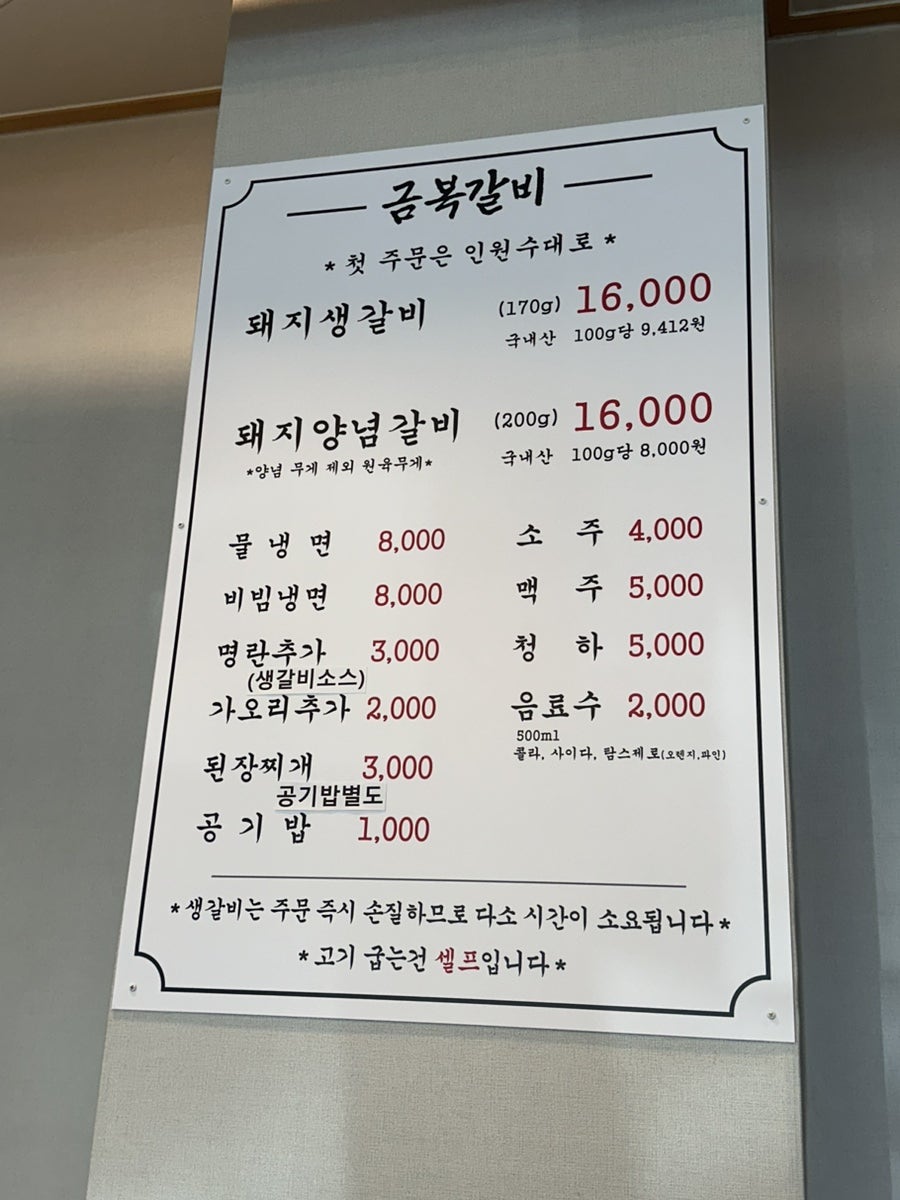 금복갈비
* 첫 주문은 인원수대로 *
돼지생갈비 (170g) 16,000
국내산 100g당 9,412원
돼지양념갈비 (200g) 16,000
*양념 무게 제외 원육무게* 국내산 100g당 8,000원
물냉면 8,000
비빔냉면 8,000
명란추가 3,000
(생갈비소스)
가오리추가 2,000
된장찌개 3,000
공기밥별도
공기밥 1,000
소주 4,000
맥주 5,000
청하 5,000
음료수 2,000
500ml
콜라, 사이다, 탐스제로(오렌지,파인)
*생갈비는 주문 즉시 손질하므로 다소 시간이 소요됩니다*
*고기 굽는건 셀프입니다*